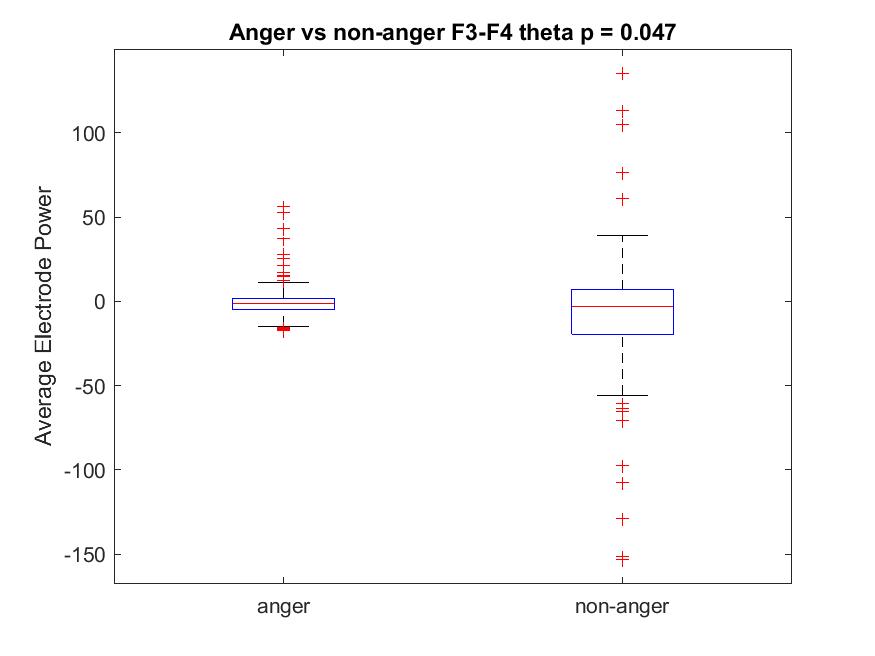 Anger vs non-anger F3-F4 theta p = 0.047
Average Electrode Power
100
50
0
-50
-100
-150
anger
non-anger